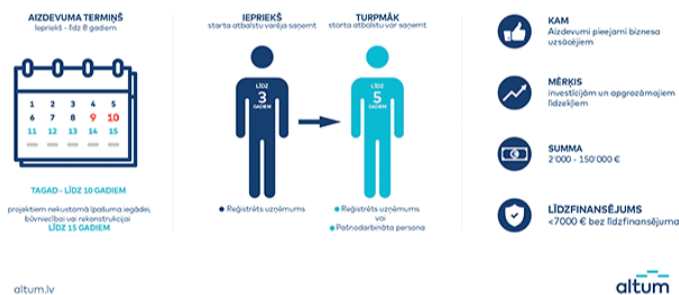 AIZDEVUMA TERMIŅŠ
Iepriekš - līdz 8 gadiem
1 2 3 4 5
6 7 8 9 10
11 12 13 14 15
TAGAD - LĪDZ 10 GADIEM
projektiem nekustamā īpašuma iegādei,
būvniecībai vai rekonstrukcijai
LĪDZ 15 GADIEM
IEPRIEKŠ
starta atbalstu varēja saņemt
LĪDZ
3
GADIEM
Reģistrēts uzņēmums
TURPMĀK
starta atbalstu var saņemt
LĪDZ
5
GADIEM
Reģistrēts uzņēmums
vai
Pašnodarbināta persona
KAM
Aizdevumi pieejami biznesa
uzsācējiem
MĒRĶIS
investīcijām un apgrozāmajiem
līdzekļiem
SUMMA
2'000 - 150'000 €
LĪDZFINANSĒJUMS
<7000 € bez līdzfinansējuma
altum.lv
altum